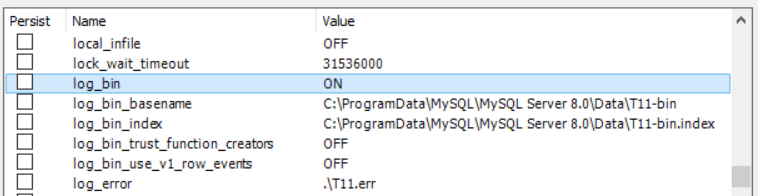 Persist Name Value
local_infile OFF
lock_wait_timeout 31536000
log_bin ON
log_bin_basename C:\ProgramData\MySQL\MySQL Server 8.0\Data\T11-bin
log_bin_index C:\ProgramData\MySQL\MySQL Server 8.0\Data\T11-bin.index
log_bin_trust_function_creators OFF
log_bin_use_v1_row_events OFF
log_error .\T11.err